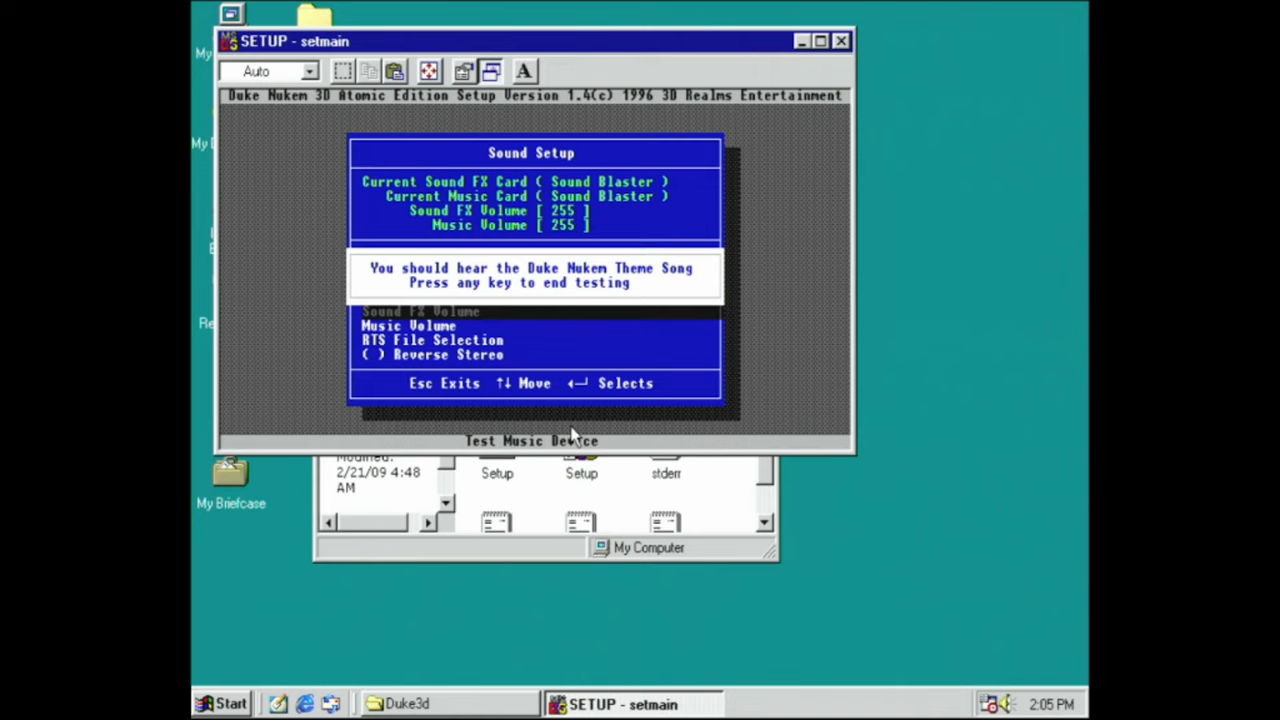 My
SETUP - setmain
Auto
A
Duke Nukem 3D Atomic Edition Setup Version 1.4(c) 1996 3D Realms Entertainment
My
Sound Setup
Current Sound FX Card ( Sound Blaster )
Current Music Card ( Sound Blaster )
Sound FX Volume [ 255 ]
Music Volume [ 255 ]
You should hear the Duke Nukem Theme Song
Press any key to end testing
Sound FX Volume
Music Volume
RTS File Selection
( ) Reverse Stereo
Esc Exits ↑↓ Move ←┘ Selects
Test Music Device
Modified:
2/21/09 4:48
AM
Setup
Setup
stderr
My Briefcase
My Computer
Start
Duke3d
SETUP - setmain
2:05 PM